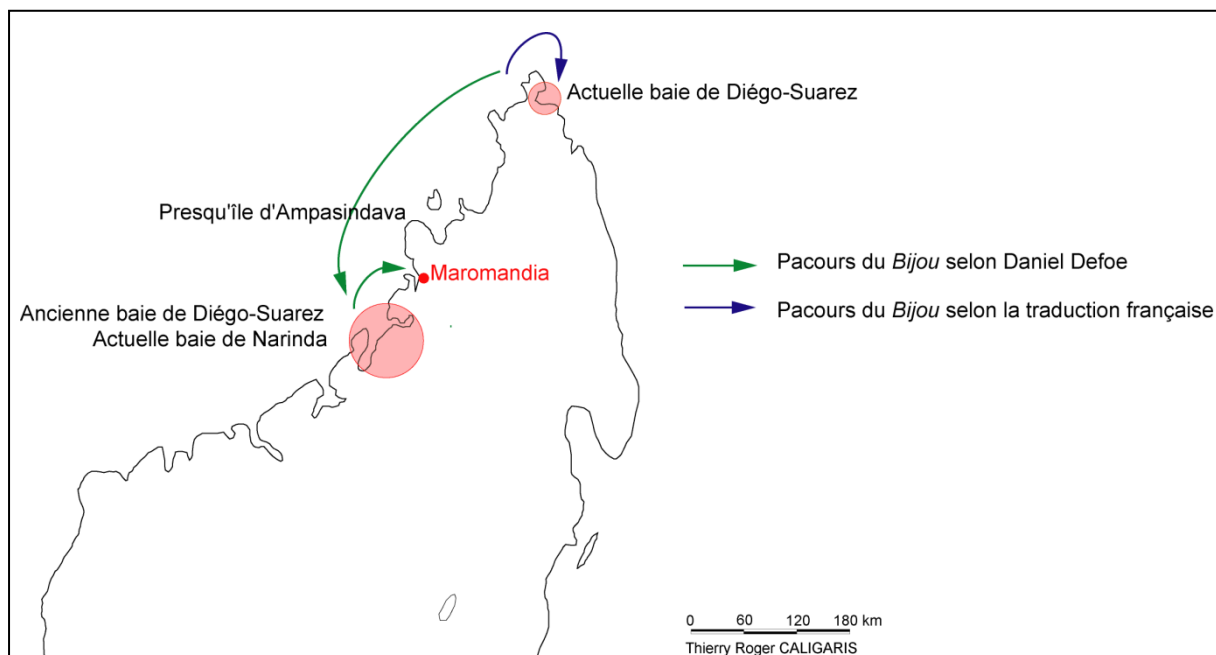 Actuelle baie de Diégo-Suarez
Presqu'île d'Ampasindava
Maromandia
Ancienne baie de Diégo-Suarez
Actuelle baie de Narinda
Pacours du Bijou selon Daniel Defoe
Pacours du Bijou selon la traduction française
0 60 120 180 km
Thierry Roger CALIGARIS